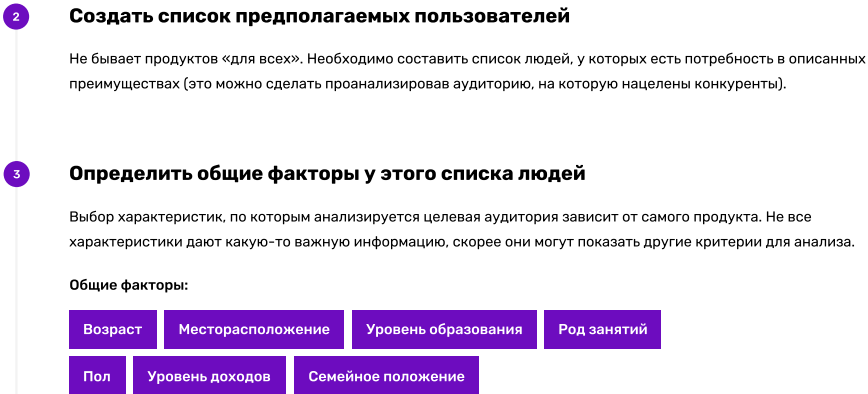 2
Создать список предполагаемых пользователей
Не бывает продуктов «для всех». Необходимо составить список людей, у которых есть потребность в описанных
преимуществах (это можно сделать проанализировав аудиторию, на которую нацелены конкуренты).
3
Определить общие факторы у этого списка людей
Выбор характеристик, по которым анализируется целевая аудитория зависит от самого продукта. Не все
характеристики дают какую-то важную информацию, скорее они могут показать другие критерии для анализа.
Общие факторы:
Возраст Месторасположение Уровень образования Род занятий
Пол Уровень доходов Семейное положение